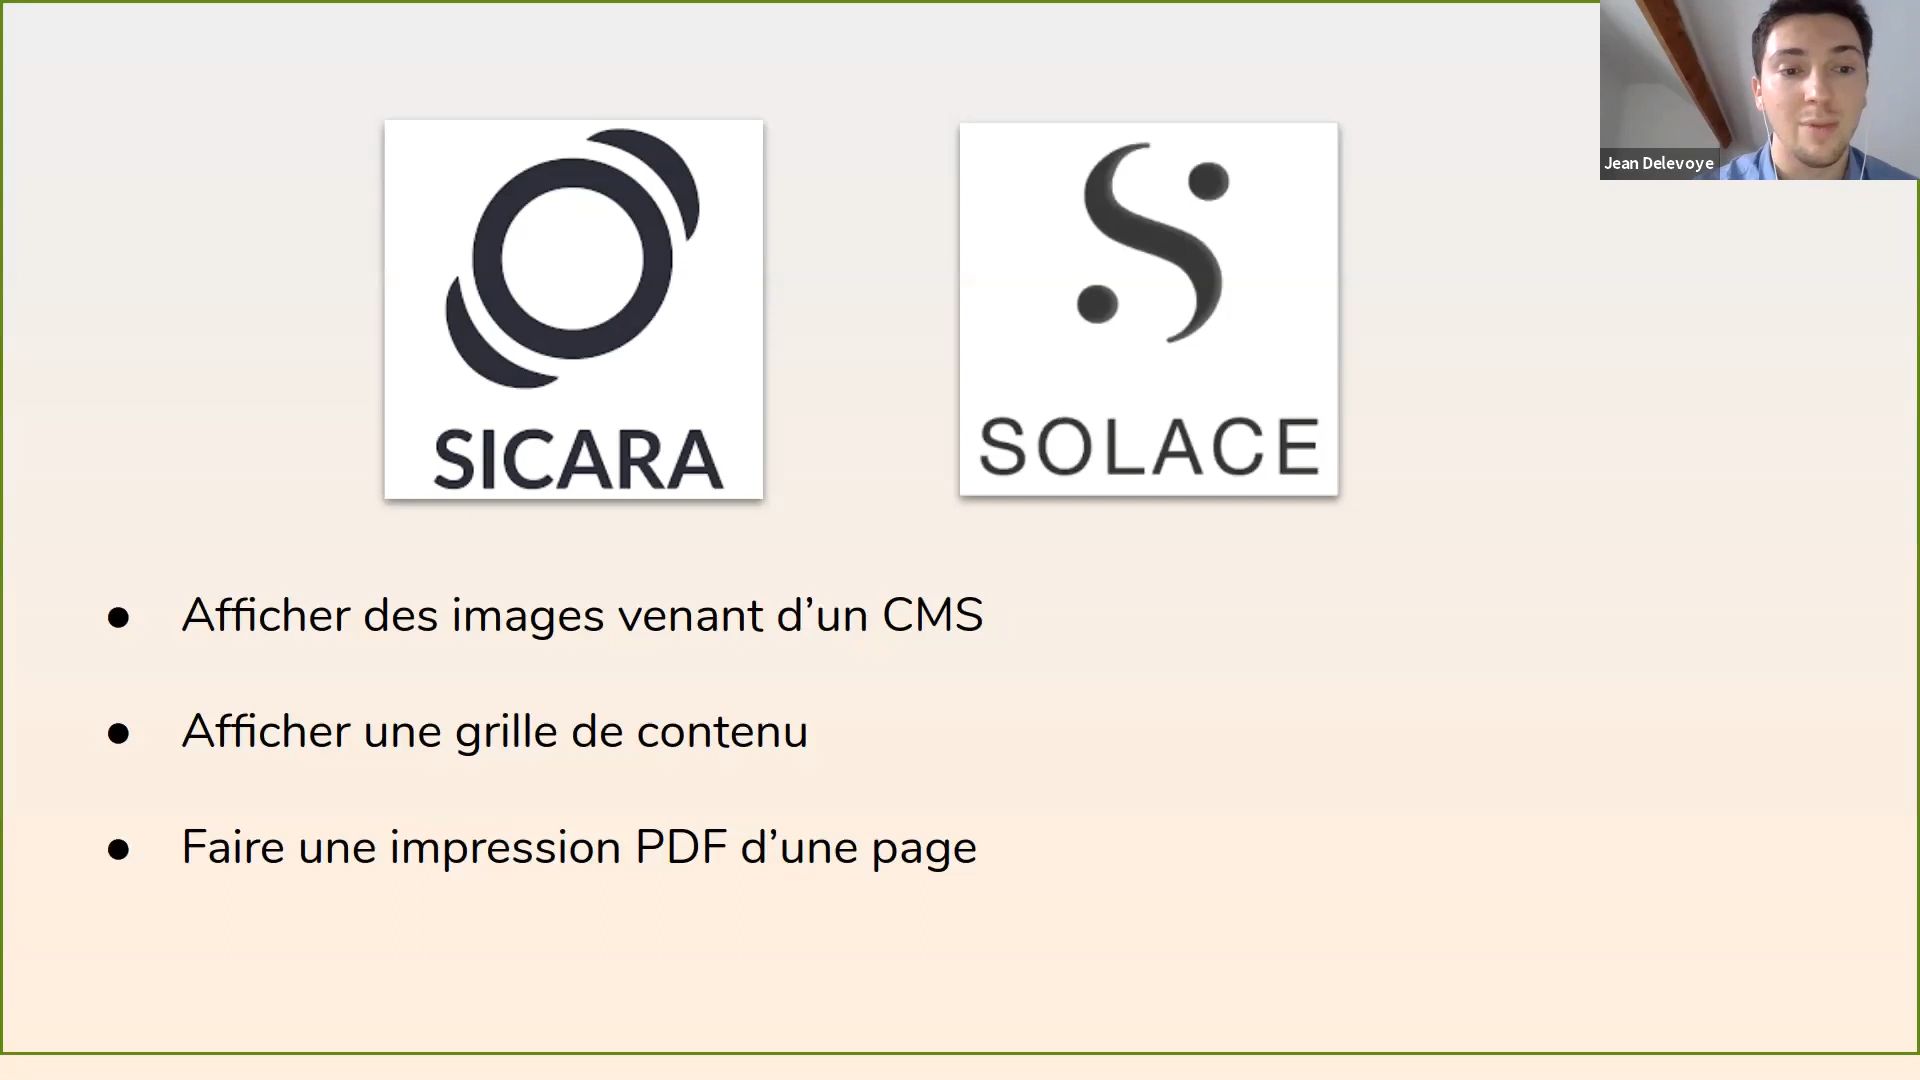 Jean Delevoye
SICARA
SOLACE
● Afficher des images venant d’un CMS
● Afficher une grille de contenu
● Faire une impression PDF d’une page